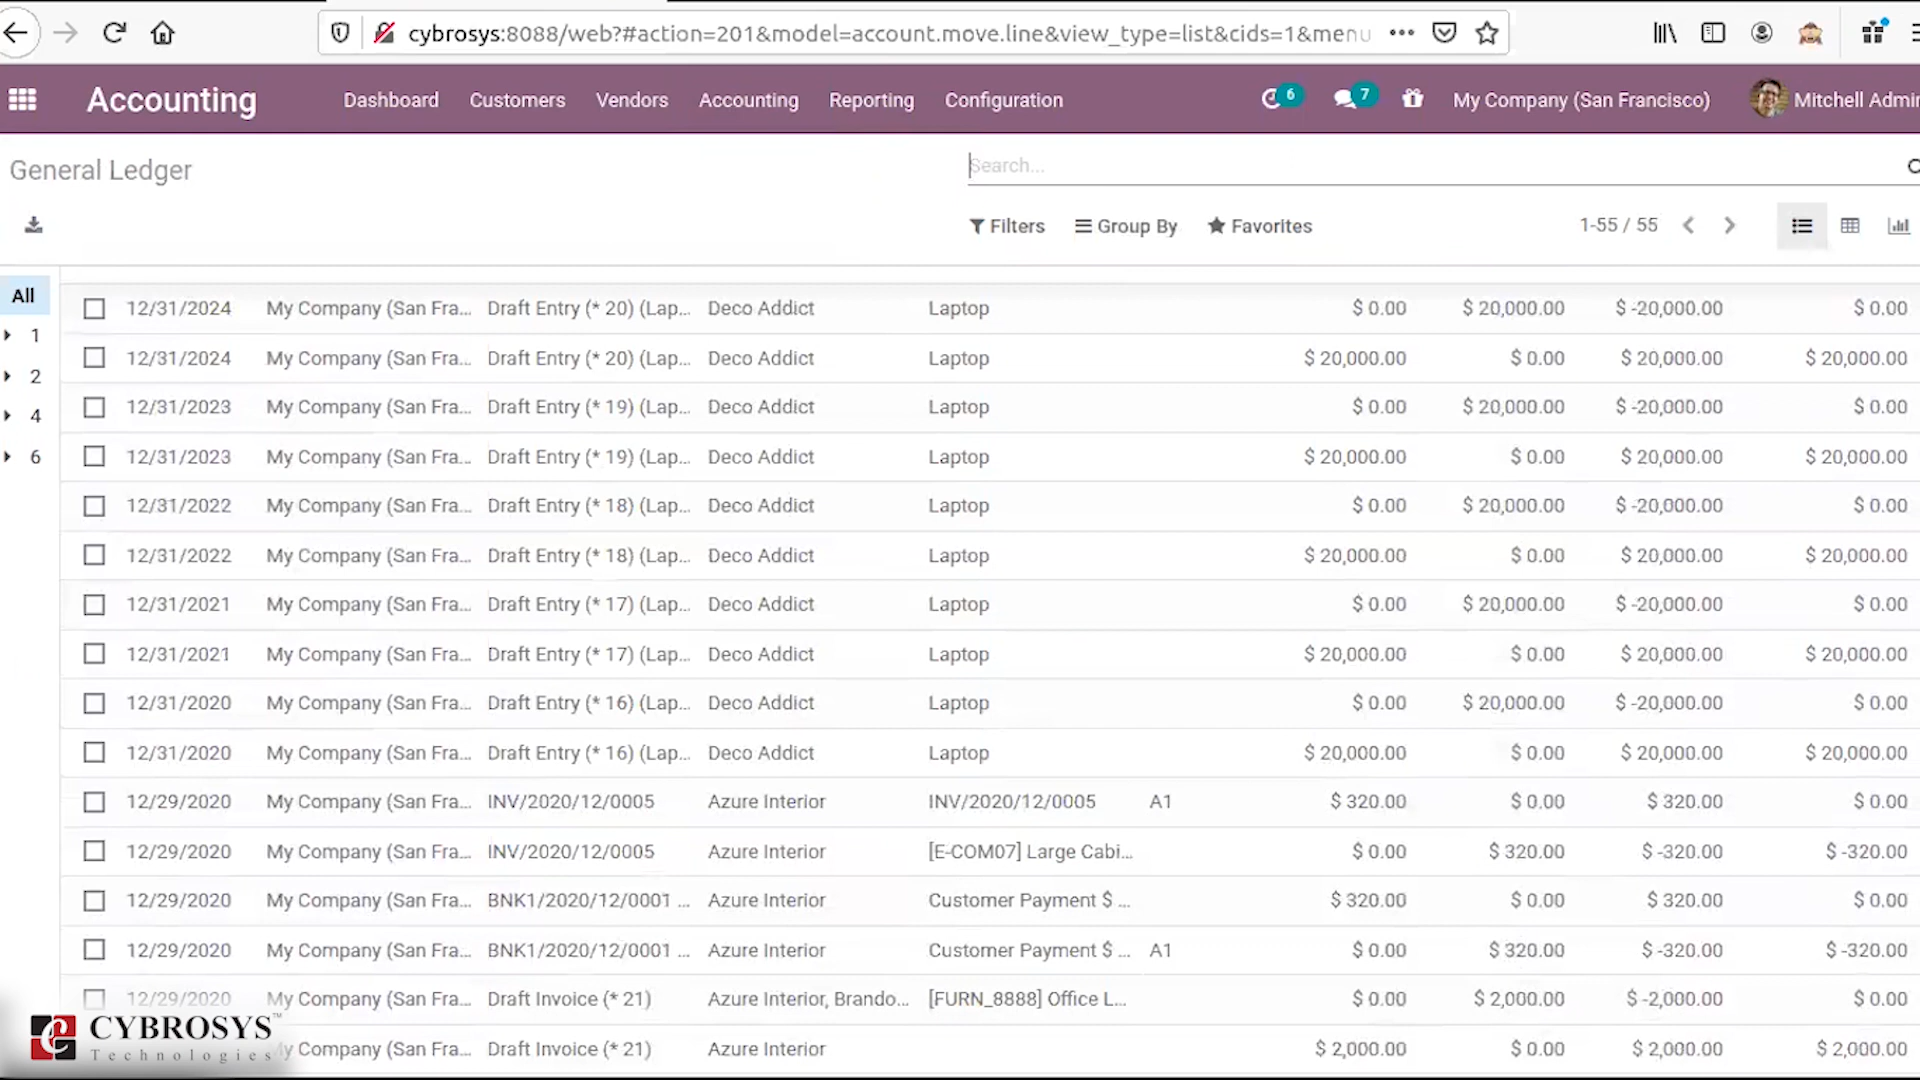 cybrosys:8088/web?#action=201&model=account.move.line&view_type=list&cids=1&menu
Accounting Dashboard Customers Vendors Accounting Reporting Configuration 6 7 My Company (San Francisco) Mitchell Admin
General Ledger Search...
Filters Group By Favorites 1-55 / 55
All
1
2
4
6
12/31/2024 My Company (San Fra... Draft Entry (* 20) (Lap... Deco Addict Laptop $ 0.00 $ 20,000.00 $ -20,000.00 $ 0.00
12/31/2024 My Company (San Fra... Draft Entry (* 20) (Lap... Deco Addict Laptop $ 20,000.00 $ 0.00 $ 20,000.00 $ 20,000.00
12/31/2023 My Company (San Fra... Draft Entry (* 19) (Lap... Deco Addict Laptop $ 0.00 $ 20,000.00 $ -20,000.00 $ 0.00
12/31/2023 My Company (San Fra... Draft Entry (* 19) (Lap... Deco Addict Laptop $ 20,000.00 $ 0.00 $ 20,000.00 $ 20,000.00
12/31/2022 My Company (San Fra... Draft Entry (* 18) (Lap... Deco Addict Laptop $ 0.00 $ 20,000.00 $ -20,000.00 $ 0.00
12/31/2022 My Company (San Fra... Draft Entry (* 18) (Lap... Deco Addict Laptop $ 20,000.00 $ 0.00 $ 20,000.00 $ 20,000.00
12/31/2021 My Company (San Fra... Draft Entry (* 17) (Lap... Deco Addict Laptop $ 0.00 $ 20,000.00 $ -20,000.00 $ 0.00
12/31/2021 My Company (San Fra... Draft Entry (* 17) (Lap... Deco Addict Laptop $ 20,000.00 $ 0.00 $ 20,000.00 $ 20,000.00
12/31/2020 My Company (San Fra... Draft Entry (* 16) (Lap... Deco Addict Laptop $ 0.00 $ 20,000.00 $ -20,000.00 $ 0.00
12/31/2020 My Company (San Fra... Draft Entry (* 16) (Lap... Deco Addict Laptop $ 20,000.00 $ 0.00 $ 20,000.00 $ 20,000.00
12/29/2020 My Company (San Fra... INV/2020/12/0005 Azure Interior INV/2020/12/0005 A1 $ 320.00 $ 0.00 $ 320.00 $ 0.00
12/29/2020 My Company (San Fra... INV/2020/12/0005 Azure Interior [E-COM07] Large Cabi... $ 0.00 $ 320.00 $ -320.00 $ -320.00
12/29/2020 My Company (San Fra... BNK1/2020/12/0001 ... Azure Interior Customer Payment $ ... $ 320.00 $ 0.00 $ 320.00 $ 0.00
12/29/2020 My Company (San Fra... BNK1/2020/12/0001 ... Azure Interior Customer Payment $ ... A1 $ 0.00 $ 320.00 $ -320.00 $ -320.00
12/29/2020 My Company (San Fra... Draft Invoice (* 21) Azure Interior, Brando... [FURN_8888] Office L... $ 0.00 $ 2,000.00 $ -2,000.00 $ 0.00
My Company (San Fra... Draft Invoice (* 21) Azure Interior $ 2,000.00 $ 0.00 $ 2,000.00 $ 2,000.00
CYBROSYS™
Technologies